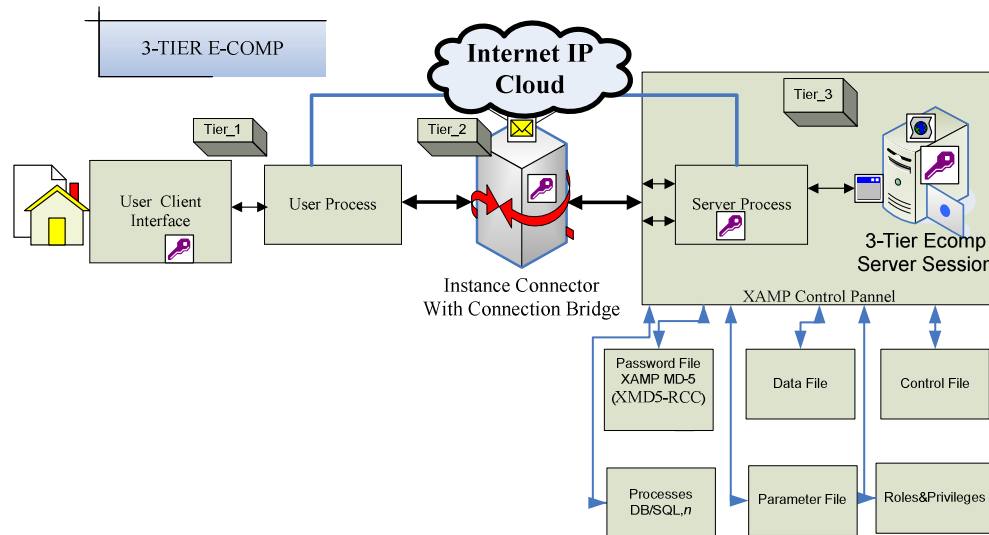 3-TIER E-COMP
Internet IP
Cloud
Tier_1
Tier_2
Tier_3
User Client
Interface
User Process
Server Process
3-Tier Ecomp
Server Session
Instance Connector
With Connection Bridge
XAMP Control Pannel
Password File
XAMP MD-5
(XMD5-RCC)
Data File
Control File
Processes
DB/SQL,n
Parameter File
Roles&Privileges